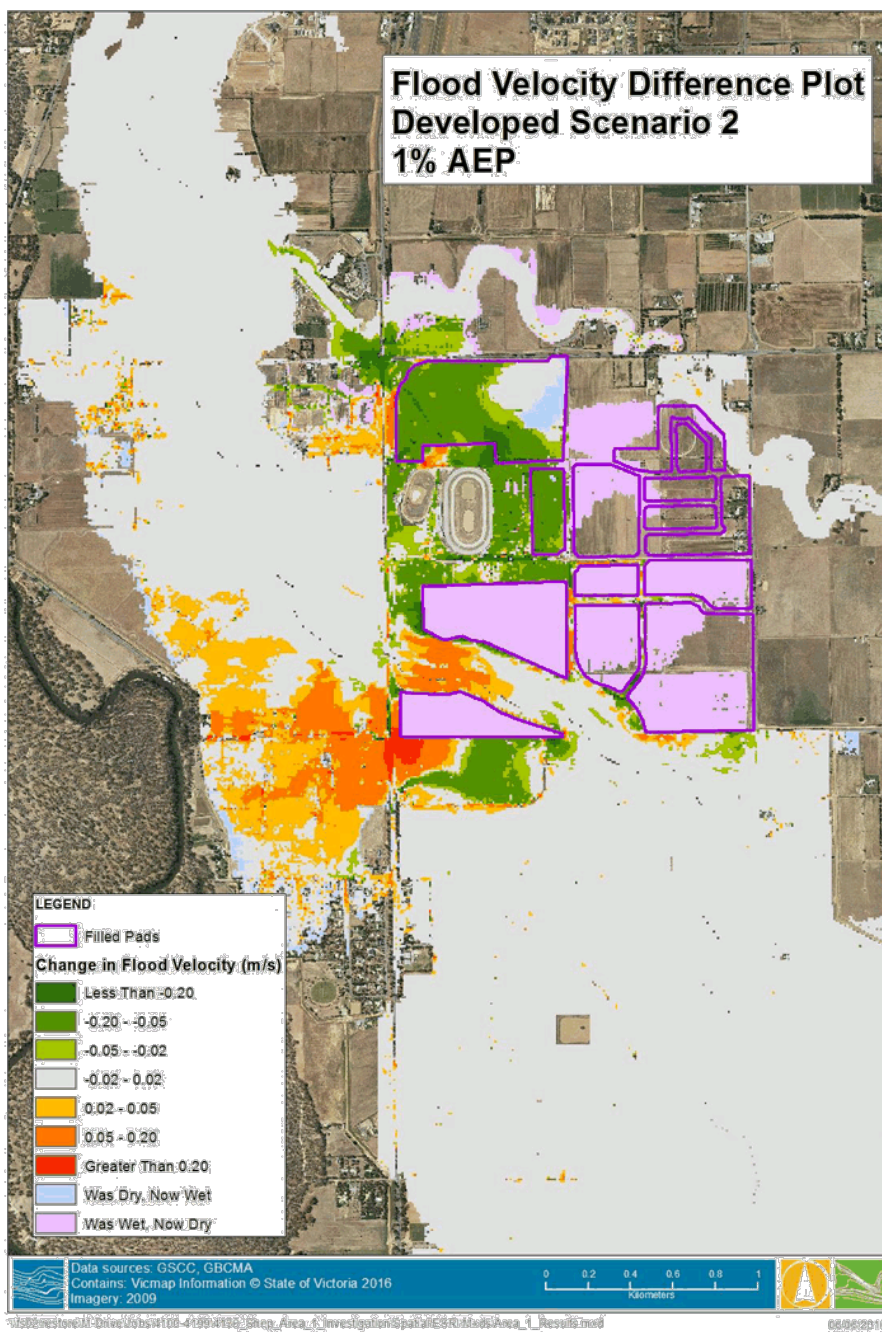 Flood Velocity Difference Plot
Developed Scenario 2
1% AEP
LEGEND
Filled Pads
Change in Flood Velocity (m/s)
Less Than -0.20
-0.20 - -0.05
-0.05 - -0.02
-0.02 - 0.02
0.02 - 0.05
0.05 - 0.20
Greater Than 0.20
Was Dry, Now Wet
Was Wet, Now Dry
Data sources: GSCC, GBCMA
Contains: Vicmap Information © State of Victoria 2016
Imagery: 2009
0 0.2 0.4 0.6 0.8 1
Kilometers